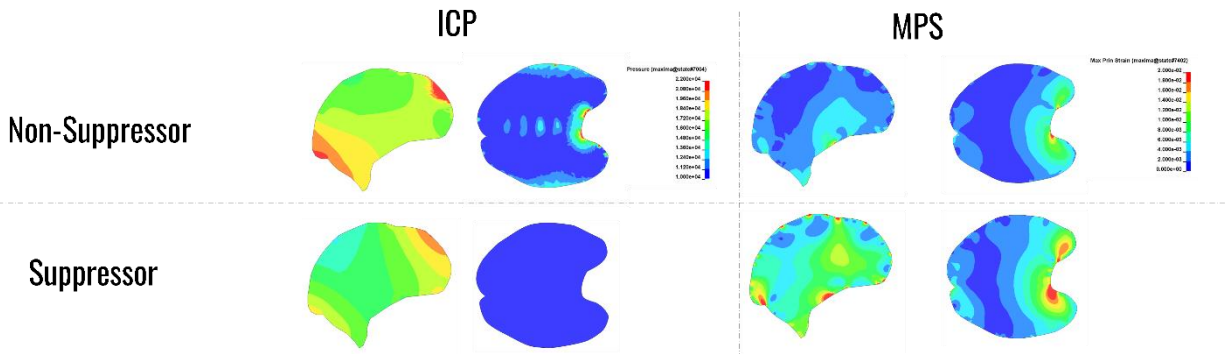 ICP
MPS
Non-Suppressor
Pressure (maxima@state#7004)
2.200e+04
2.080e+04
1.960e+04
1.840e+04
1.720e+04
1.600e+04
1.480e+04
1.360e+04
1.240e+04
1.120e+04
1.000e+04
Max Prin Strain (maxima@state#7402)
2.000e-02
1.800e-02
1.600e-02
1.400e-02
1.200e-02
1.000e-02
8.000e-03
6.000e-03
4.000e-03
2.000e-03
0.000e+00
Suppressor